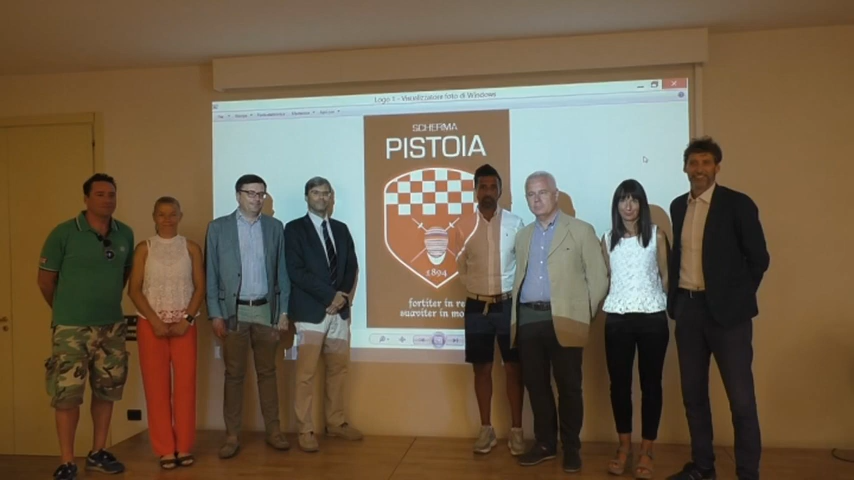 Logo 1 - Visualizzatore foto di Windows
SCHERMA
PISTOIA
1894
fortiter in re
suaviter in mo